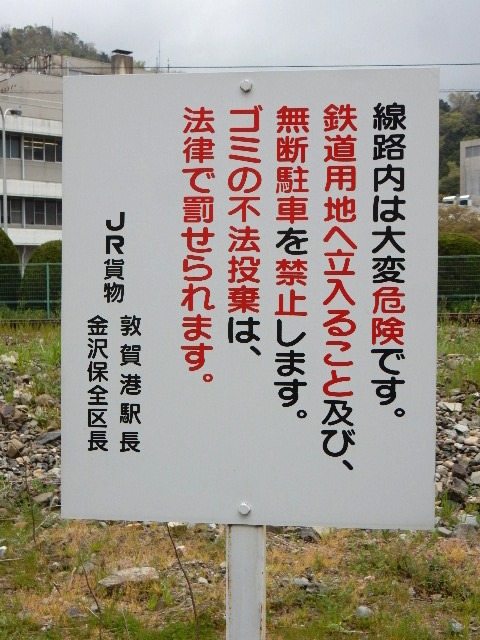 線路内は大変危険です。
鉄道用地へ立入ること及び、
無断駐車を禁止します。
ゴミの不法投棄は、
法律で罰せられます。
JR貨物
敦賀港駅長
金沢保全区長